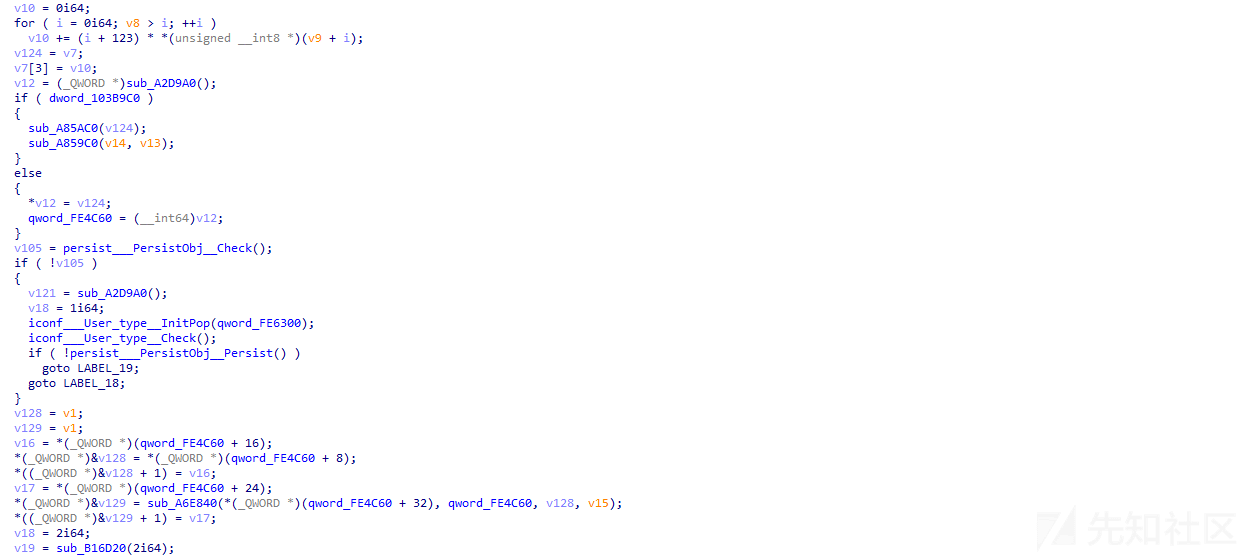 v10 = 0i64;
for ( i = 0i64; v8 > i; ++i )
  v10 += (i + 123) * *(unsigned __int8 *)(v9 + i);
v124 = v7;
v7[3] = v10;
v12 = (_QWORD *)sub_A2D9A0();
if ( dword_103B9C0 )
{
  sub_A85AC0(v124);
  sub_A859C0(v14, v13);
}
else
{
  *v12 = v124;
  qword_FE4C60 = (__int64)v12;
}
v105 = persist___PersistObj__Check();
if ( !v105 )
{
  v121 = sub_A2D9A0();
  v18 = 1i64;
  iconf___User_type__InitPop(qword_FE6300);
  iconf___User_type__Check();
  if ( !persist___PersistObj__Persist() )
    goto LABEL_19;
  goto LABEL_18;
}
v128 = v1;
v129 = v1;
v16 = *(_QWORD *)(qword_FE4C60 + 16);
*(_QWORD *)&v128 = *(_QWORD *)(qword_FE4C60 + 8);
*((_QWORD *)&v128 + 1) = v16;
v17 = *(_QWORD *)(qword_FE4C60 + 24);
*(_QWORD *)&v129 = sub_A6E840(*(_QWORD *)(qword_FE4C60 + 32), qword_FE4C60, v128, v15);
*((_QWORD *)&v129 + 1) = v17;
v18 = 2i64;
v19 = sub_B16D20(2i64);
先知社区